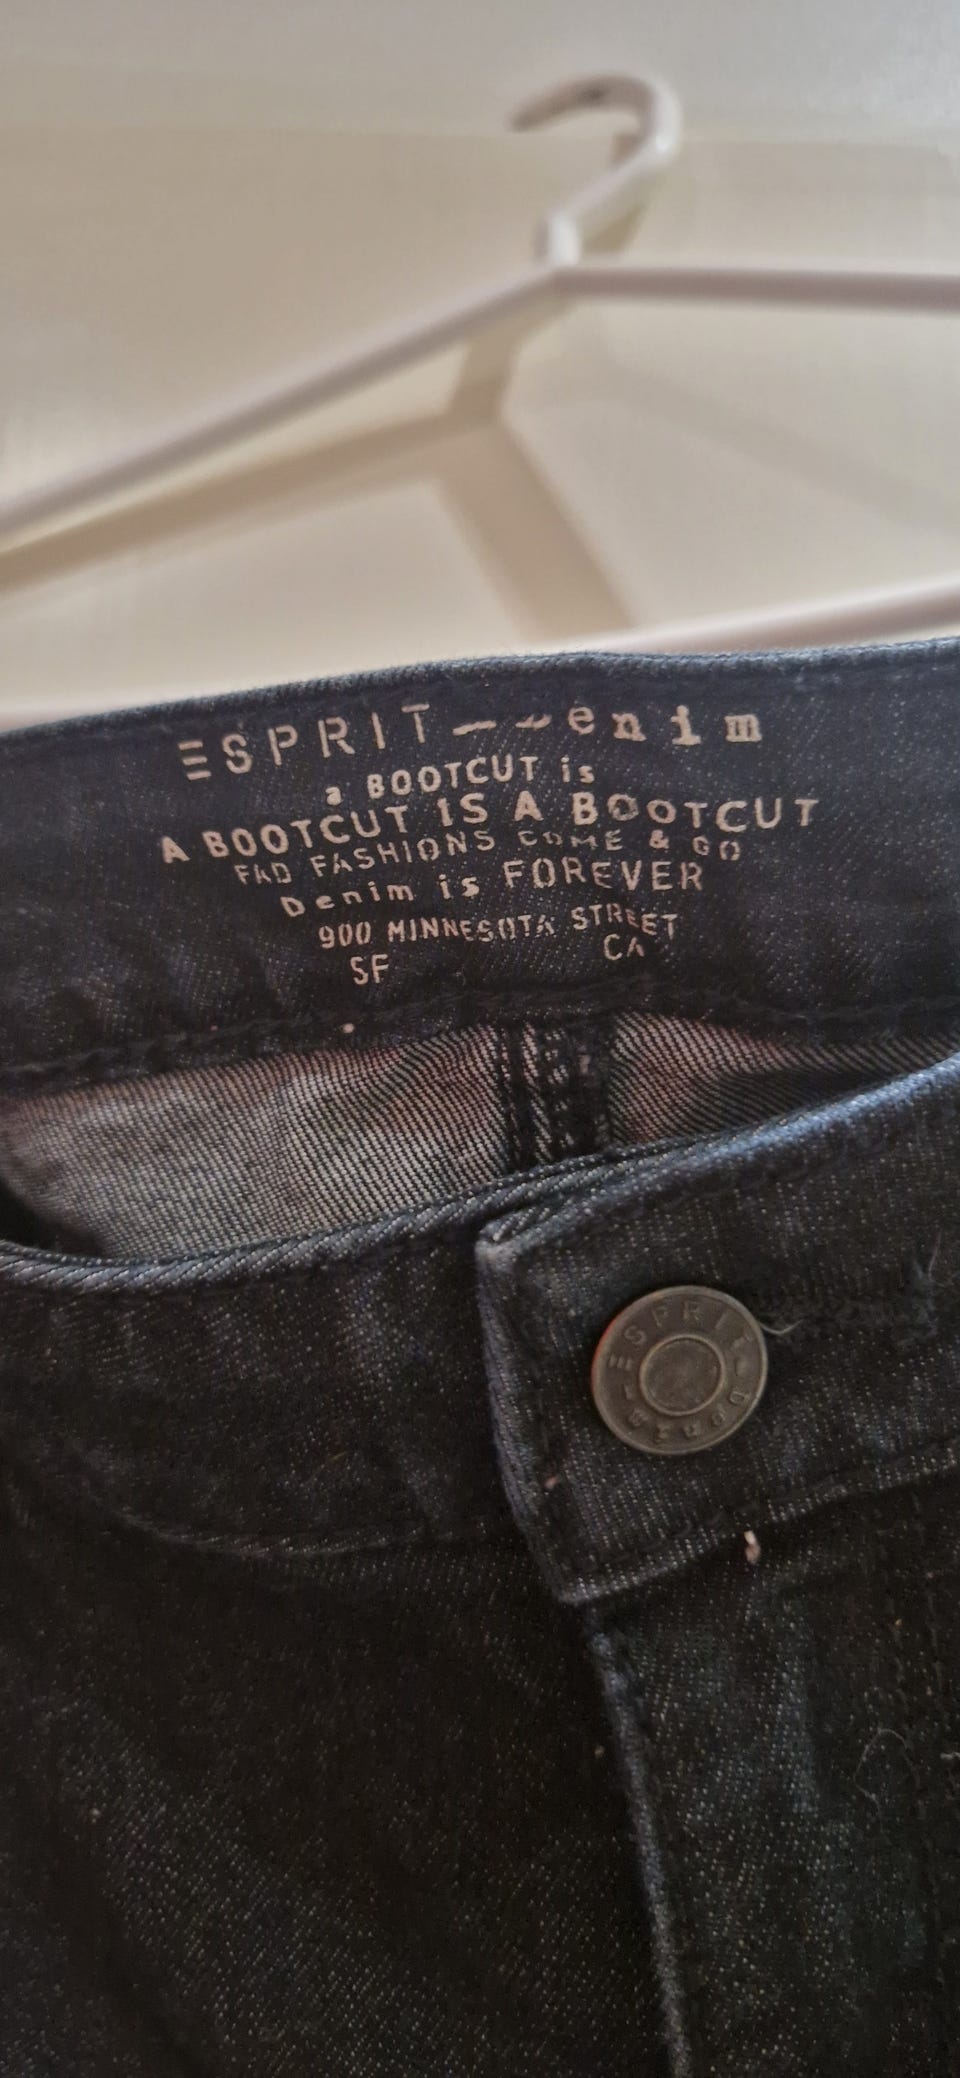 ESPRIT enim
a BOOTCUT is
A BOOTCUT IS A BOOTCUT
FAD FASHIONS COME & GO
Denim is FOREVER
900 MINNESOTA STREET
SF CA
ESPRIT Denim